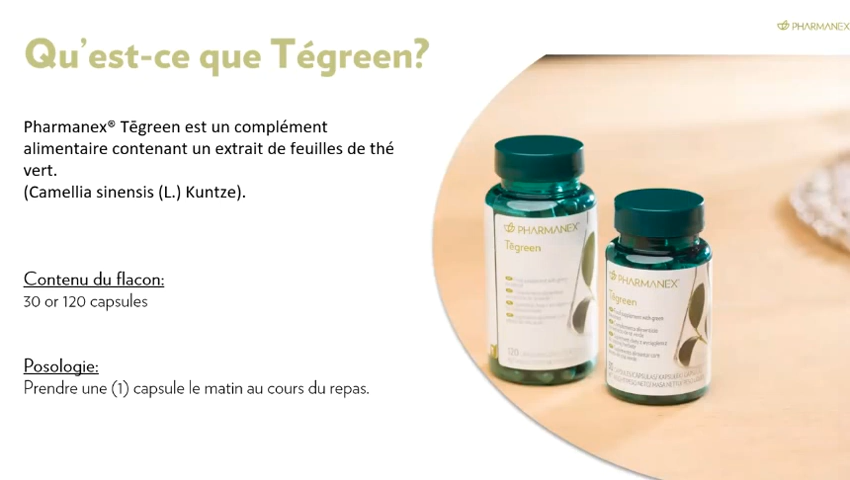 PHARMANEX
Qu'est-ce que Tégreen?
Pharmanex® Tēgreen est un complément
alimentaire contenant un extrait de feuilles de thé
vert.
(Camellia sinensis (L.) Kuntze).
Contenu du flacon:
30 or 120 capsules
Posologie:
Prendre une (1) capsule le matin au cours du repas.
PHARMANEX
Tēgreen
120
PHARMANEX
Tēgreen